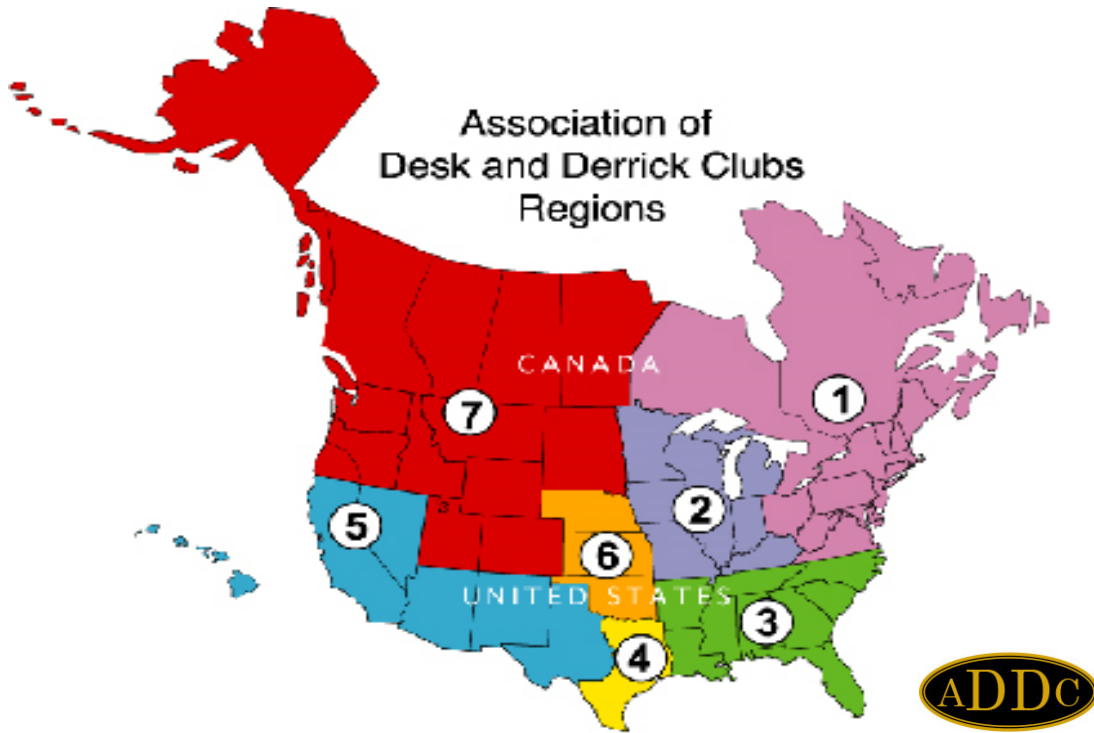 Association of
Desk and Derrick Clubs
Regions
CANADA
7
1
2
5
6
UNITED STATES
3
4
ADDC